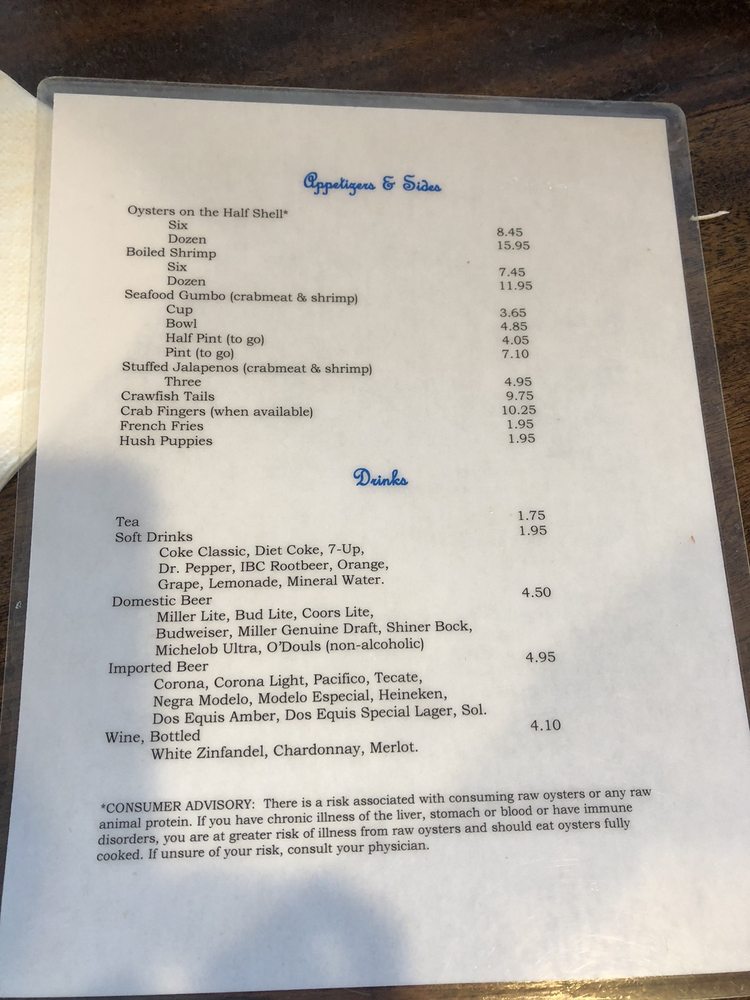 Appetizers & Sides
Oysters on the Half Shell*
Six 8.45
Dozen 15.95
Boiled Shrimp
Six 7.45
Dozen 11.95
Seafood Gumbo (crabmeat & shrimp)
Cup 3.65
Bowl 4.85
Half Pint (to go) 4.05
Pint (to go) 7.10
Stuffed Jalapenos (crabmeat & shrimp)
Three 4.95
Crawfish Tails 9.75
Crab Fingers (when available) 10.25
French Fries 1.95
Hush Puppies 1.95
Drinks
Tea 1.75
Soft Drinks 1.95
Coke Classic, Diet Coke, 7-Up,
Dr. Pepper, IBC Rootbeer, Orange,
Grape, Lemonade, Mineral Water.
Domestic Beer 4.50
Miller Lite, Bud Lite, Coors Lite,
Budweiser, Miller Genuine Draft, Shiner Bock,
Michelob Ultra, O'Douls (non-alcoholic)
Imported Beer 4.95
Corona, Corona Light, Pacifico, Tecate,
Negra Modelo, Modelo Especial, Heineken,
Dos Equis Amber, Dos Equis Special Lager, Sol.
Wine, Bottled 4.10
White Zinfandel, Chardonnay, Merlot.
*CONSUMER ADVISORY: There is a risk associated with consuming raw oysters or any raw
animal protein. If you have chronic illness of the liver, stomach or blood or have immune
disorders, you are at greater risk of illness from raw oysters and should eat oysters fully
cooked. If unsure of your risk, consult your physician.